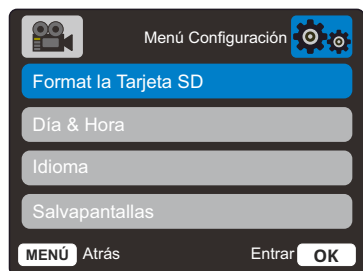 Menú Configuración
Format la Tarjeta SD
Día & Hora
Idioma
Salvapantallas
MENÚ Atrás Entrar OK